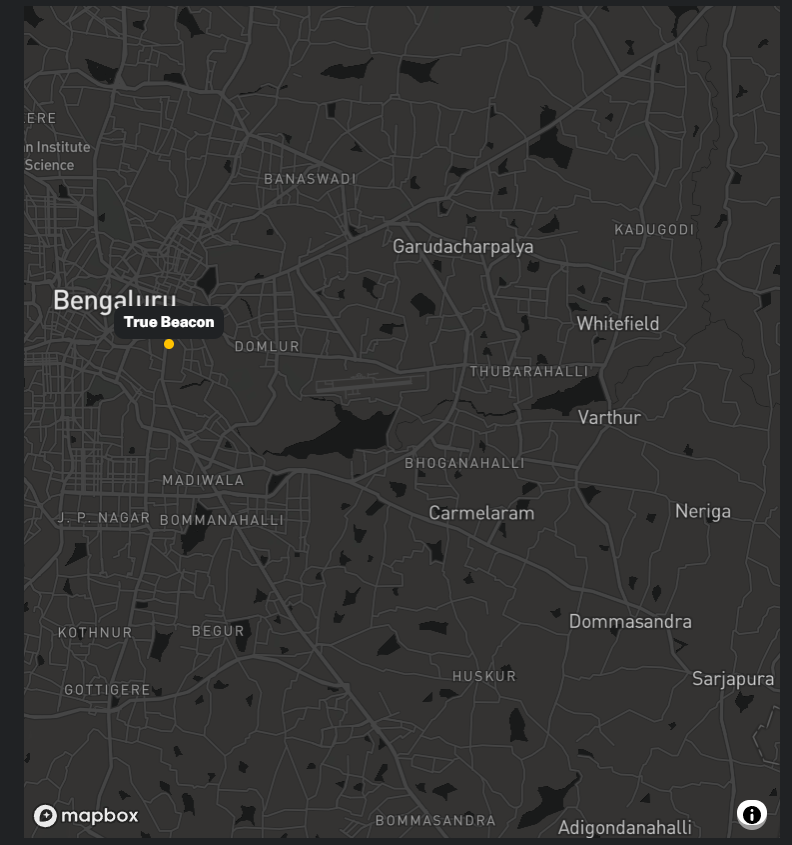 ERE
n Institute
Science
BANASWADI
KADUGODI
Garudacharpalya
Bengaluru
True Beacon
Whitefield
DOMLUR
THUBARAHALLI
Varthur
BHOGANAHALLI
MADIWALA
Carmelaram
Neriga
J. P. NAGAR
BOMMANAHALLI
Dommasandra
KOTHNUR
BEGUR
HUSKUR
Sarjapura
GOTTIGERE
mapbox
BOMMASANDRA
Adigondanahalli